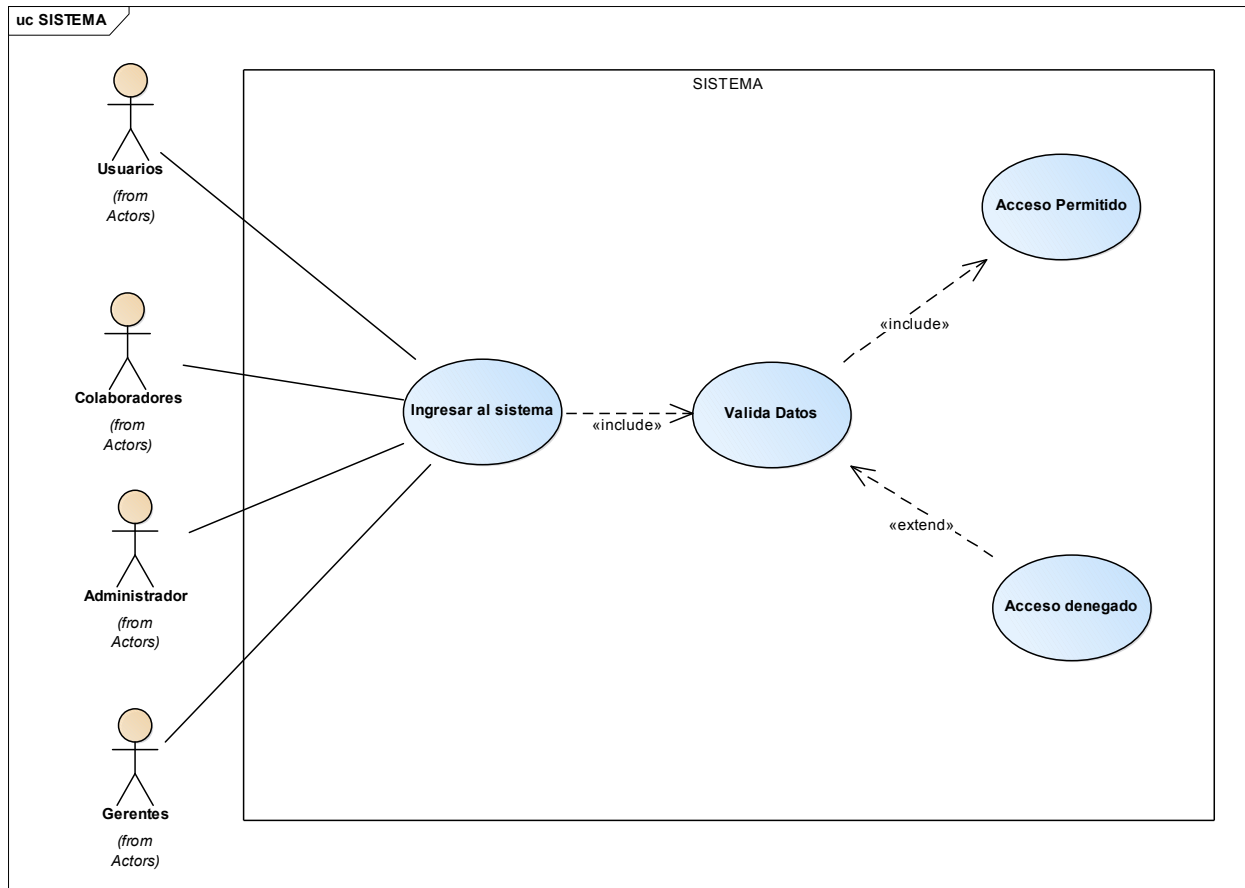 uc SISTEMA
SISTEMA
Usuarios
(from
Actors)
Colaboradores
(from
Actors)
Administrador
(from
Actors)
Gerentes
(from
Actors)
Ingresar al sistema
«include»
Valida Datos
«include»
Acceso Permitido
«extend»
Acceso denegado